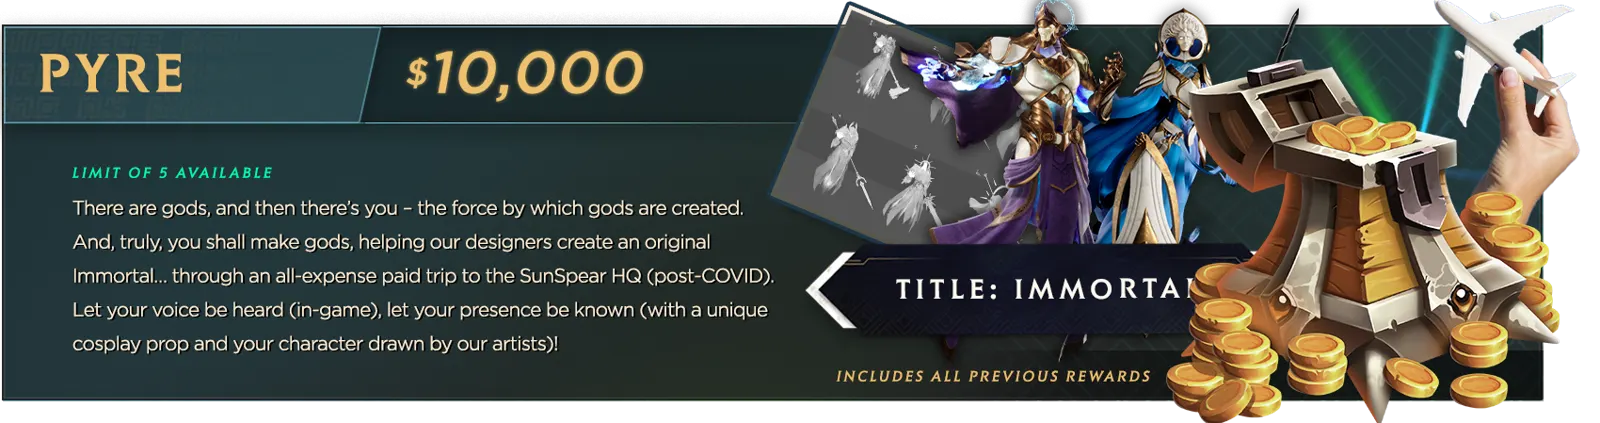 PYRE
$10,000
LIMIT OF 5 AVAILABLE
There are gods, and then there's you – the force by which gods are created.
And, truly, you shall make gods, helping our designers create an original
Immortal... through an all-expense paid trip to the SunSpear HQ (post-COVID).
Let your voice be heard (in-game), let your presence be known (with a unique
cosplay prop and your character drawn by our artists)!
TITLE: IMMORTAL
INCLUDES ALL PREVIOUS REWARDS